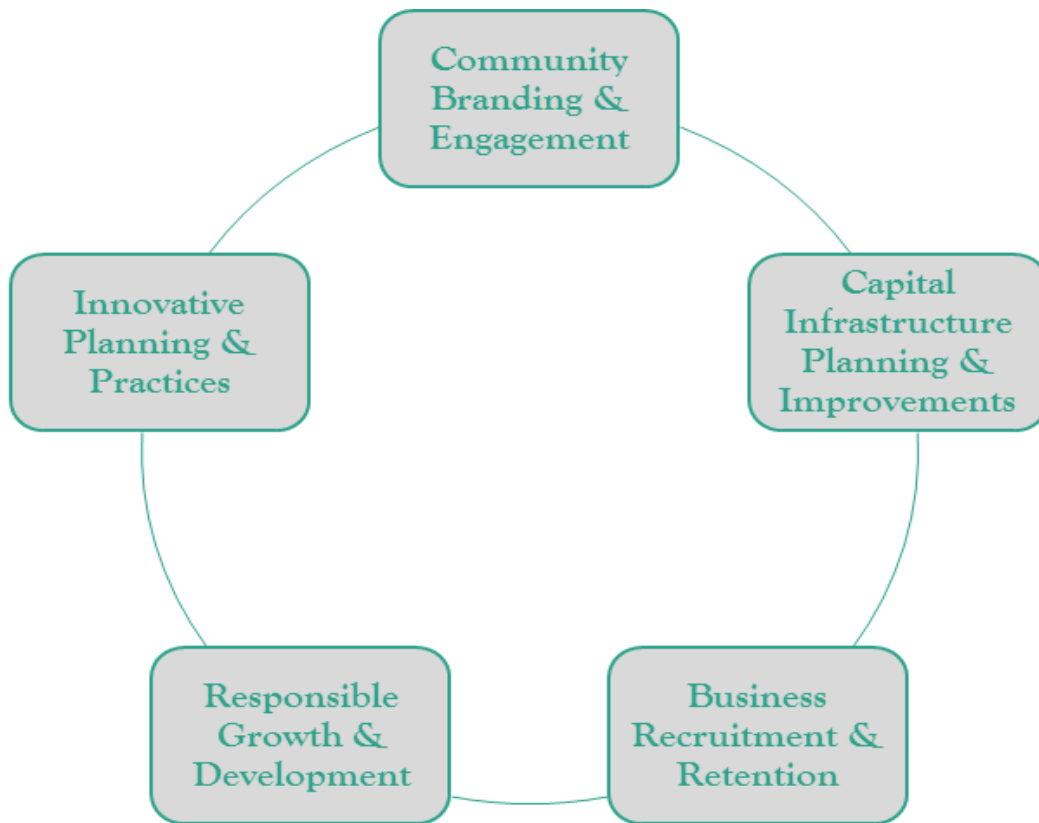 Community
Branding &
Engagement
Capital
Infrastructure
Planning &
Improvements
Business
Recruitment &
Retention
Responsible
Growth &
Development
Innovative
Planning &
Practices